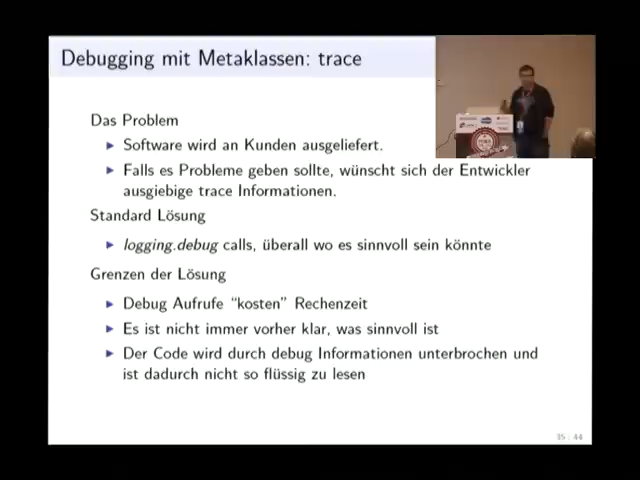 Debugging mit Metaklassen: trace
Das Problem
Software wird an Kunden ausgeliefert.
Falls es Probleme geben sollte, wünscht sich der Entwickler
ausgiebige trace Informationen.
Standard Lösung
logging.debug calls, überall wo es sinnvoll sein könnte
Grenzen der Lösung
Debug Aufrufe “kosten” Rechenzeit
Es ist nicht immer vorher klar, was sinnvoll ist
Der Code wird durch debug Informationen unterbrochen und
ist dadurch nicht so flüssig zu lesen
35 / 44